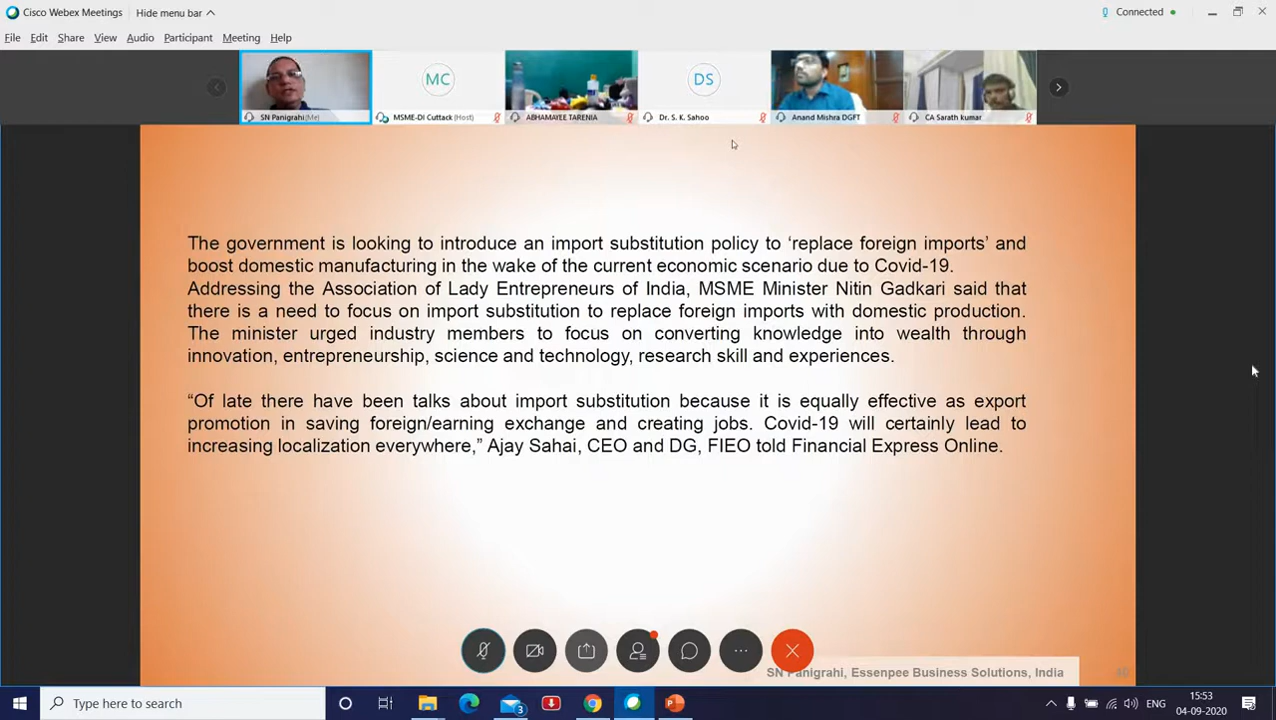 Cisco Webex Meetings
Hide menu bar
Connected
File Edit Share View Audio Participant Meeting Help
MC
DS
SN Panigrahi (Me)
MSME-DI Cuttack (Host)
ABHAMAYEE TARENIA
Dr. S. K. Sahoo
Anand Mishra DGFT
CA Sarath kumar
The government is looking to introduce an import substitution policy to ‘replace foreign imports’ and
boost domestic manufacturing in the wake of the current economic scenario due to Covid-19.
Addressing the Association of Lady Entrepreneurs of India, MSME Minister Nitin Gadkari said that
there is a need to focus on import substitution to replace foreign imports with domestic production.
The minister urged industry members to focus on converting knowledge into wealth through
innovation, entrepreneurship, science and technology, research skill and experiences.
“Of late there have been talks about import substitution because it is equally effective as export
promotion in saving foreign/earning exchange and creating jobs. Covid-19 will certainly lead to
increasing localization everywhere,” Ajay Sahai, CEO and DG, FIEO told Financial Express Online.
SN Panigrahi, Essenpee Business Solutions, India
Type here to search
3
ENG
15:53
04-09-2020